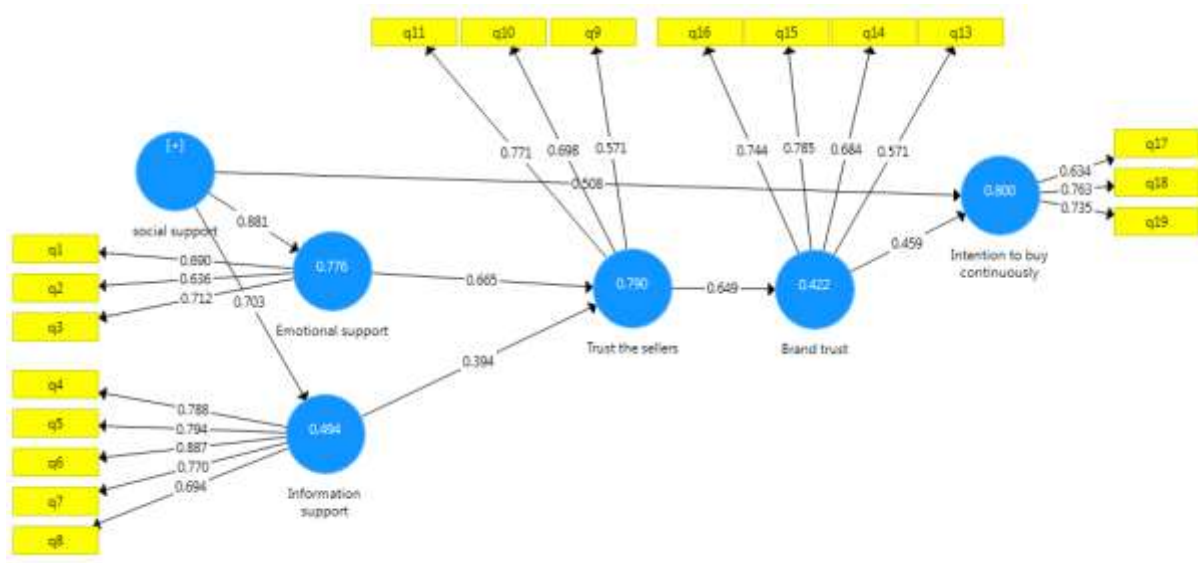 q11
q10
q9
q16
q15
q14
q13
q17
q18
q19
[+]
social support
0.771
0.698
0.571
0.744
0.765
0.684
0.571
0.508
0.800
0.634
0.763
0.735
Intention to buy
continuously
0.881
0.703
q1
q2
q3
0.690
0.636
0.712
0.776
Emotional support
0.665
0.790
Trust the sellers
0.649
0.422
Brand trust
0.459
0.394
q4
q5
q6
q7
q8
0.788
0.794
0.887
0.770
0.694
0.494
Information
support